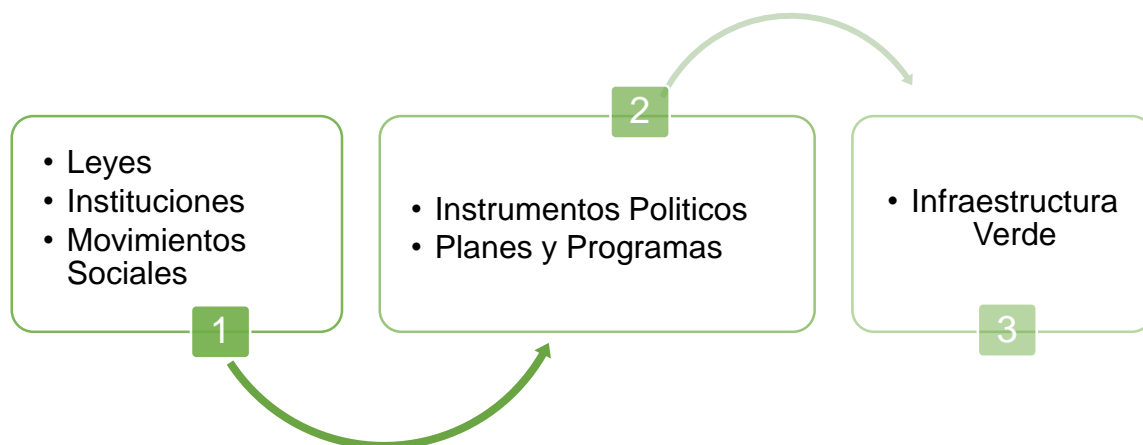 • Leyes
• Instituciones
• Movimientos
Sociales
1
2
• Instrumentos Politicos
• Planes y Programas
• Infraestructura
Verde
3